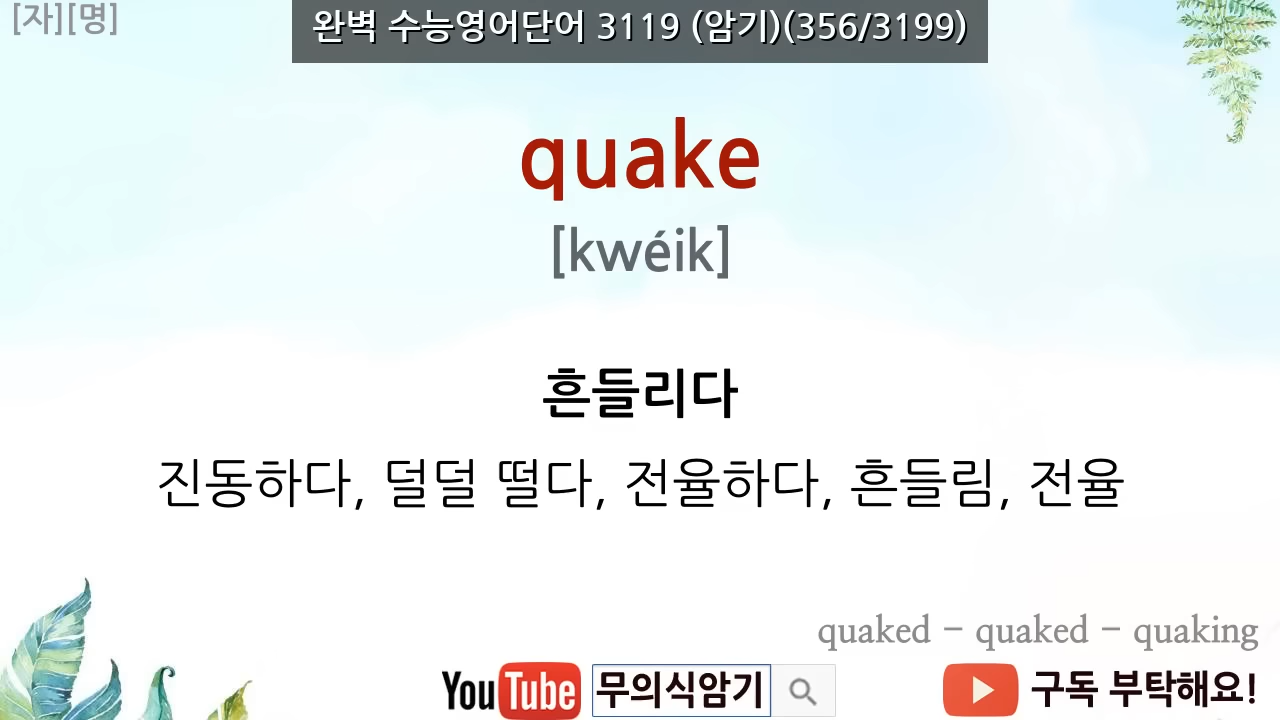 [자][명]
완벽 수능영어단어 3119 (암기)(356/3199)
quake
[kwéik]
흔들리다
진동하다, 덜덜 떨다, 전율하다, 흔들림, 전율
quaked - quaked - quaking
YouTube 무의식암기 구독 부탁해요!